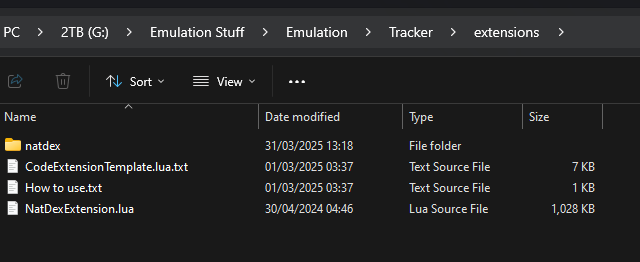 PC > 2TB (G:) > Emulation Stuff > Emulation > Tracker > extensions >
Sort View ...
Name Date modified Type Size
natdex 31/03/2025 13:18 File folder
CodeExtensionTemplate.lua.txt 01/03/2025 03:37 Text Source File 7 KB
How to use.txt 01/03/2025 03:37 Text Source File 1 KB
NatDexExtension.lua 30/04/2024 04:46 Lua Source File 1,028 KB